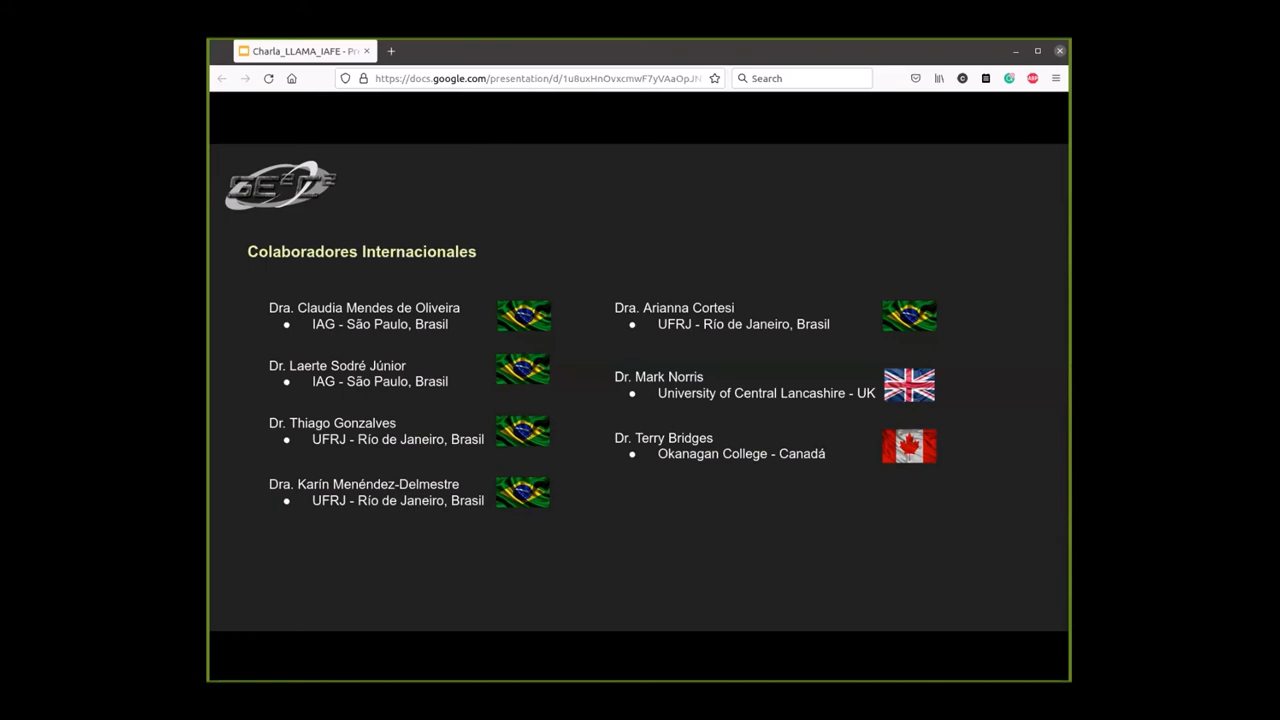 Charla_LLAMA_IAFE - Pr
https://docs.google.com/presentation/d/1u8uxHnOvxcmwF7yVAaOpJN
Search
ABP
GE²C²
Colaboradores Internacionales
Dra. Claudia Mendes de Oliveira
● IAG - São Paulo, Brasil
Dr. Laerte Sodré Júnior
● IAG - São Paulo, Brasil
Dr. Thiago Gonzalves
● UFRJ - Río de Janeiro, Brasil
Dra. Karín Menéndez-Delmestre
● UFRJ - Río de Janeiro, Brasil
Dra. Arianna Cortesi
● UFRJ - Río de Janeiro, Brasil
Dr. Mark Norris
● University of Central Lancashire - UK
Dr. Terry Bridges
● Okanagan College - Canadá